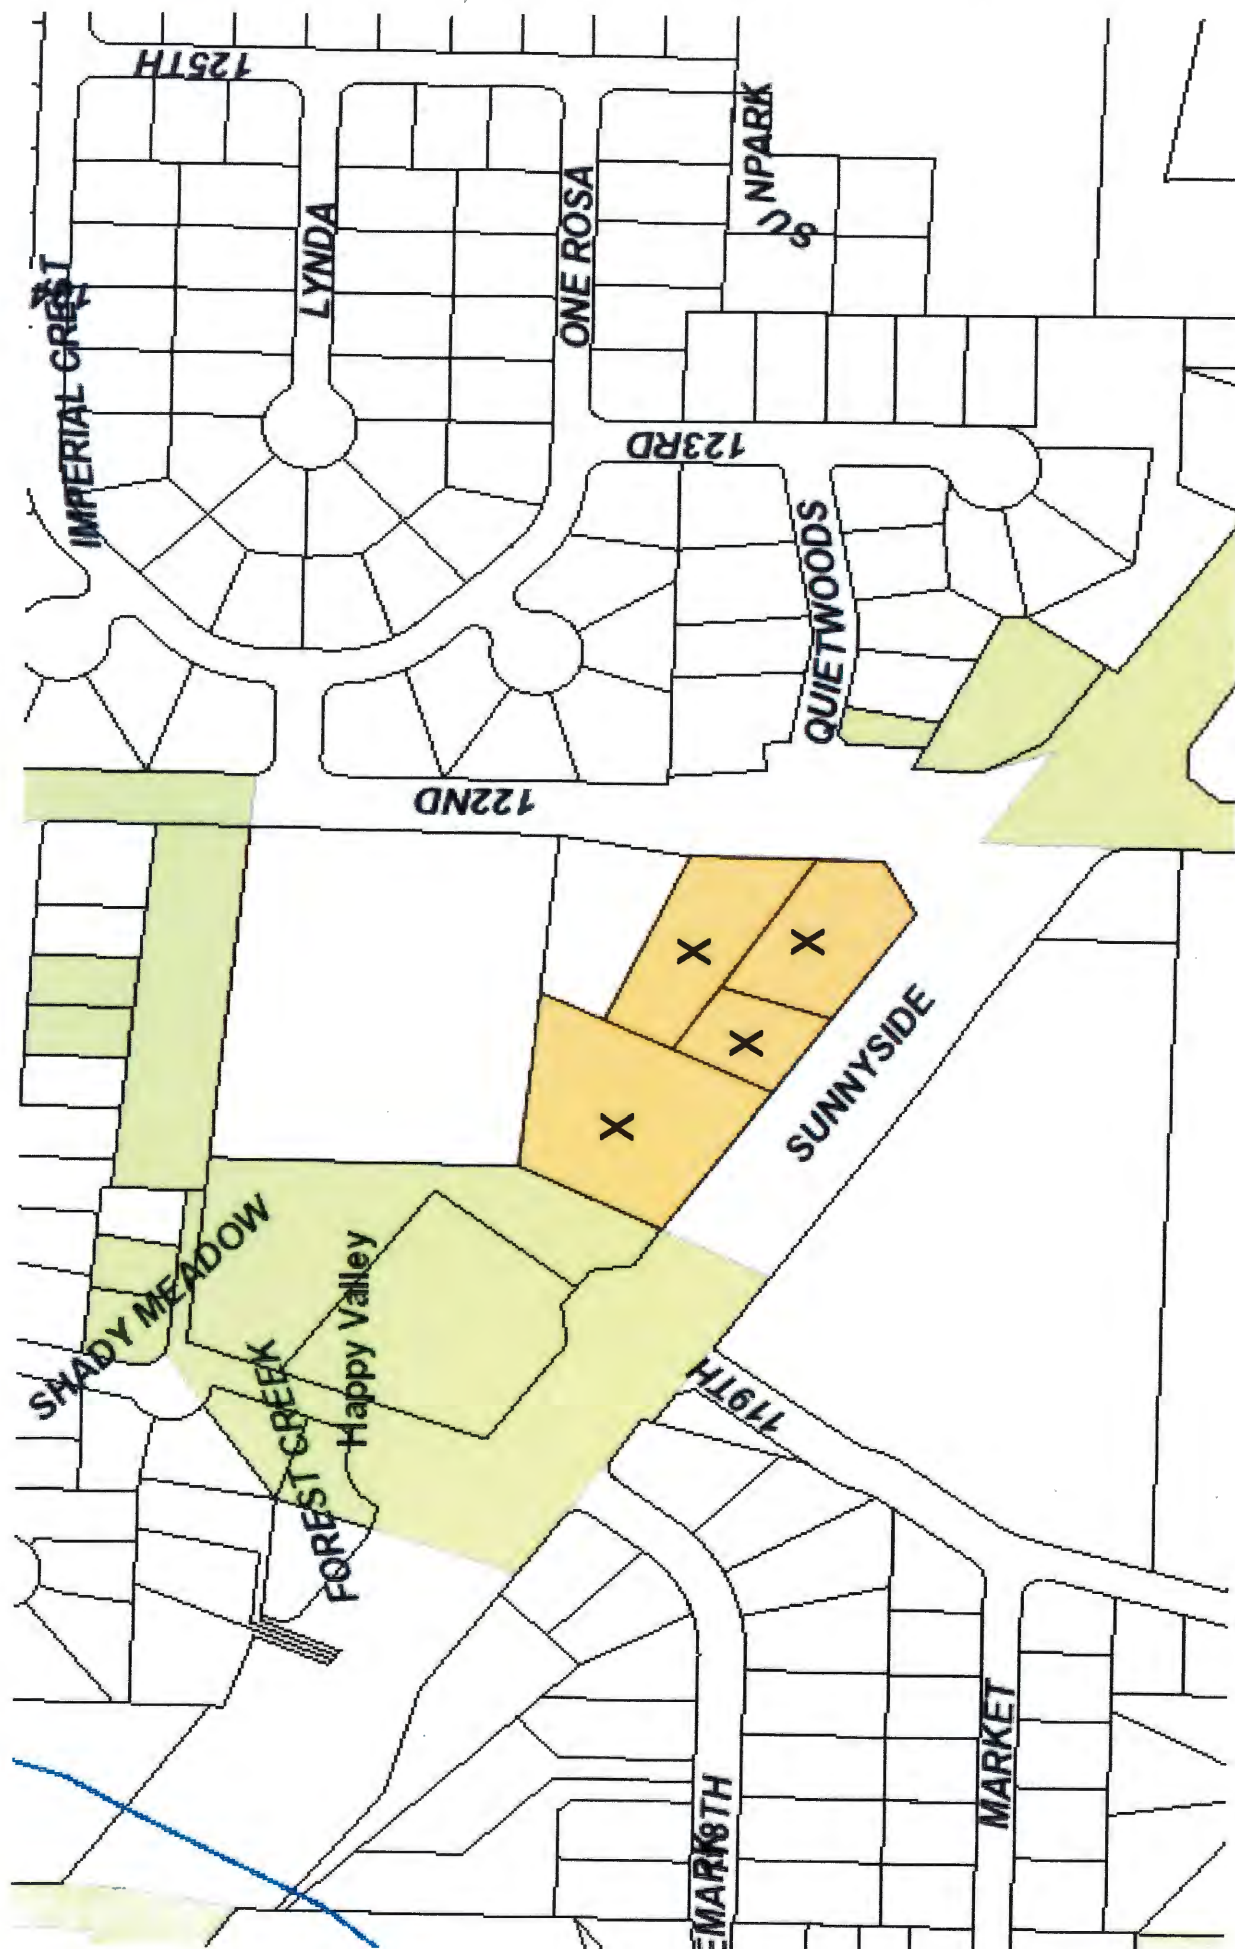 125TH
NPARK
SU
LYNDA
ONE ROSA
IMPERIAL CREST
123RD
QUIETWOODS
122ND
X
X
X
X
SUNNYSIDE
SHADY MEADOW
Happy Valley
FOREST CREEK
119TH
MARKET